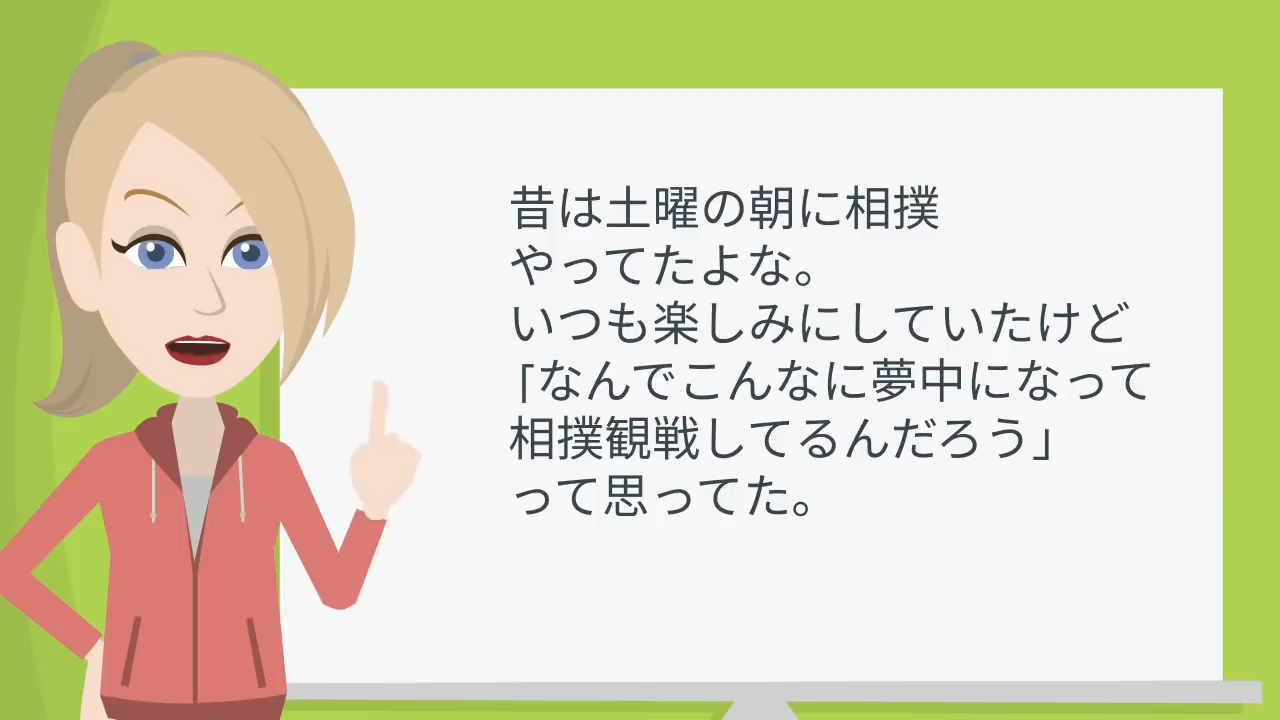 昔は土曜の朝に相撲
やってたよな。
いつも楽しみにしていたけど
「なんでこんなに夢中になって
相撲観戦してるんだろう」
って思ってた。